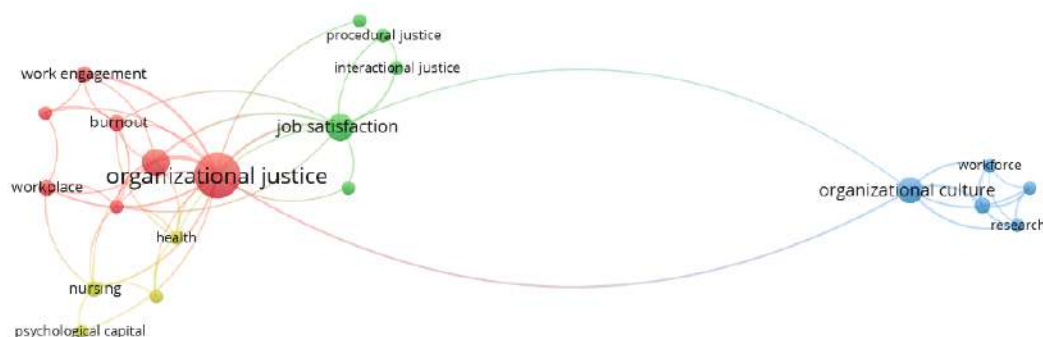 procedural justice
interactional justice
work engagement
burnout
job satisfaction
organizational justice
workplace
health
nursing
psychological capital
workforce
organizational culture
research